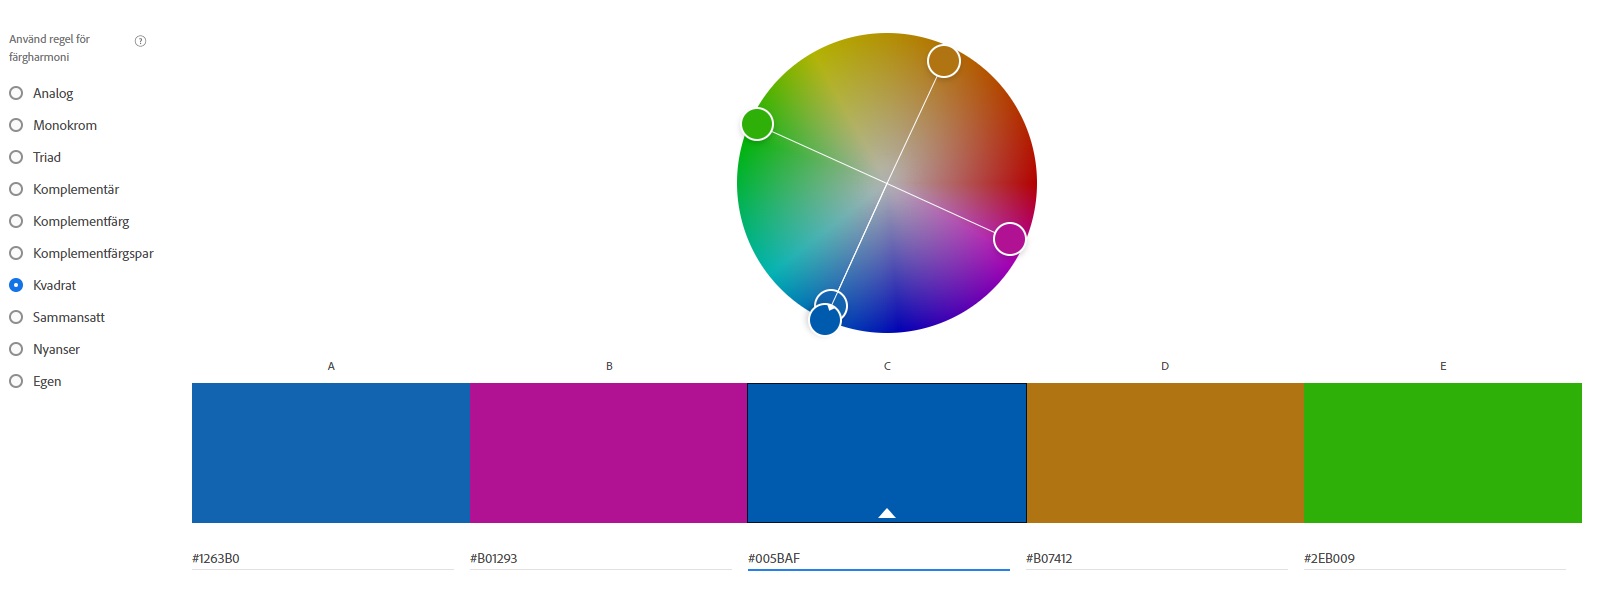 Använd regel för
färgharmoni
?
Analog
Monokrom
Triad
Komplementär
Komplementfärg
Komplementfärgspar
Kvadrat
Sammansatt
Nyanser
Egen
A B C D E
#1263B0 #B01293 #005BAF #B07412 #2EB009